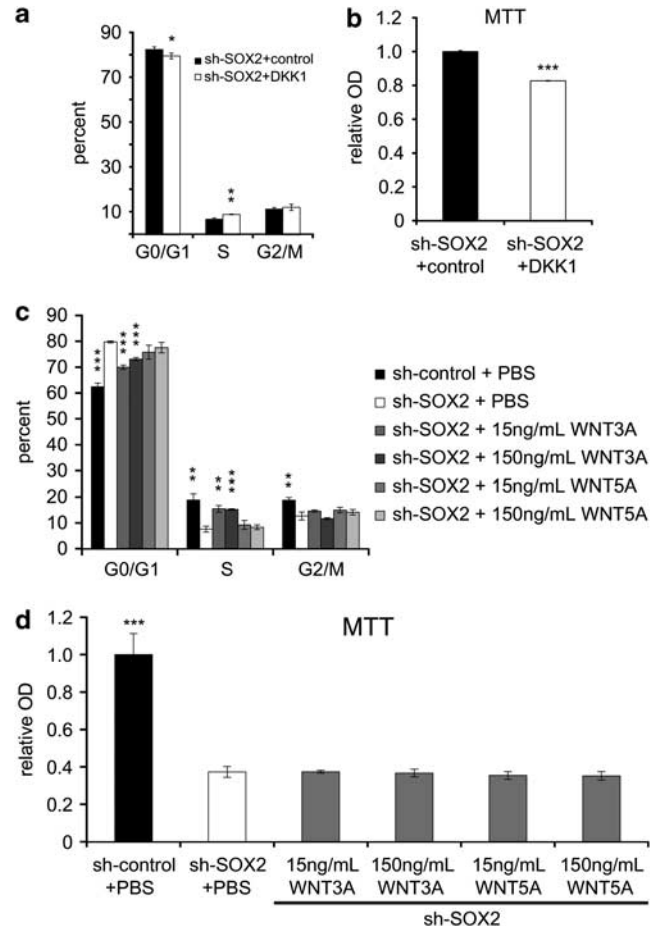 a
90
70
50
30
10
percent
*
**
sh-SOX2+control
sh-SOX2+DKK1
G0/G1 S G2/M
b
MTT
1.2
1.0
0.8
0.6
0.4
0.2
0
relative OD
***
sh-SOX2
+control
sh-SOX2
+DKK1
c
90
80
70
60
50
40
30
20
10
0
percent
*** *** ***
** ** ***
**
G0/G1 S G2/M
sh-control + PBS
sh-SOX2 + PBS
sh-SOX2 + 15ng/mL WNT3A
sh-SOX2 + 150ng/mL WNT3A
sh-SOX2 + 15ng/mL WNT5A
sh-SOX2 + 150ng/mL WNT5A
d
MTT
1.2
1.0
0.8
0.6
0.4
0.2
0
relative OD
***
sh-control
+PBS
sh-SOX2
+PBS
15ng/mL
WNT3A
150ng/mL
WNT3A
15ng/mL
WNT5A
150ng/mL
WNT5A
sh-SOX2